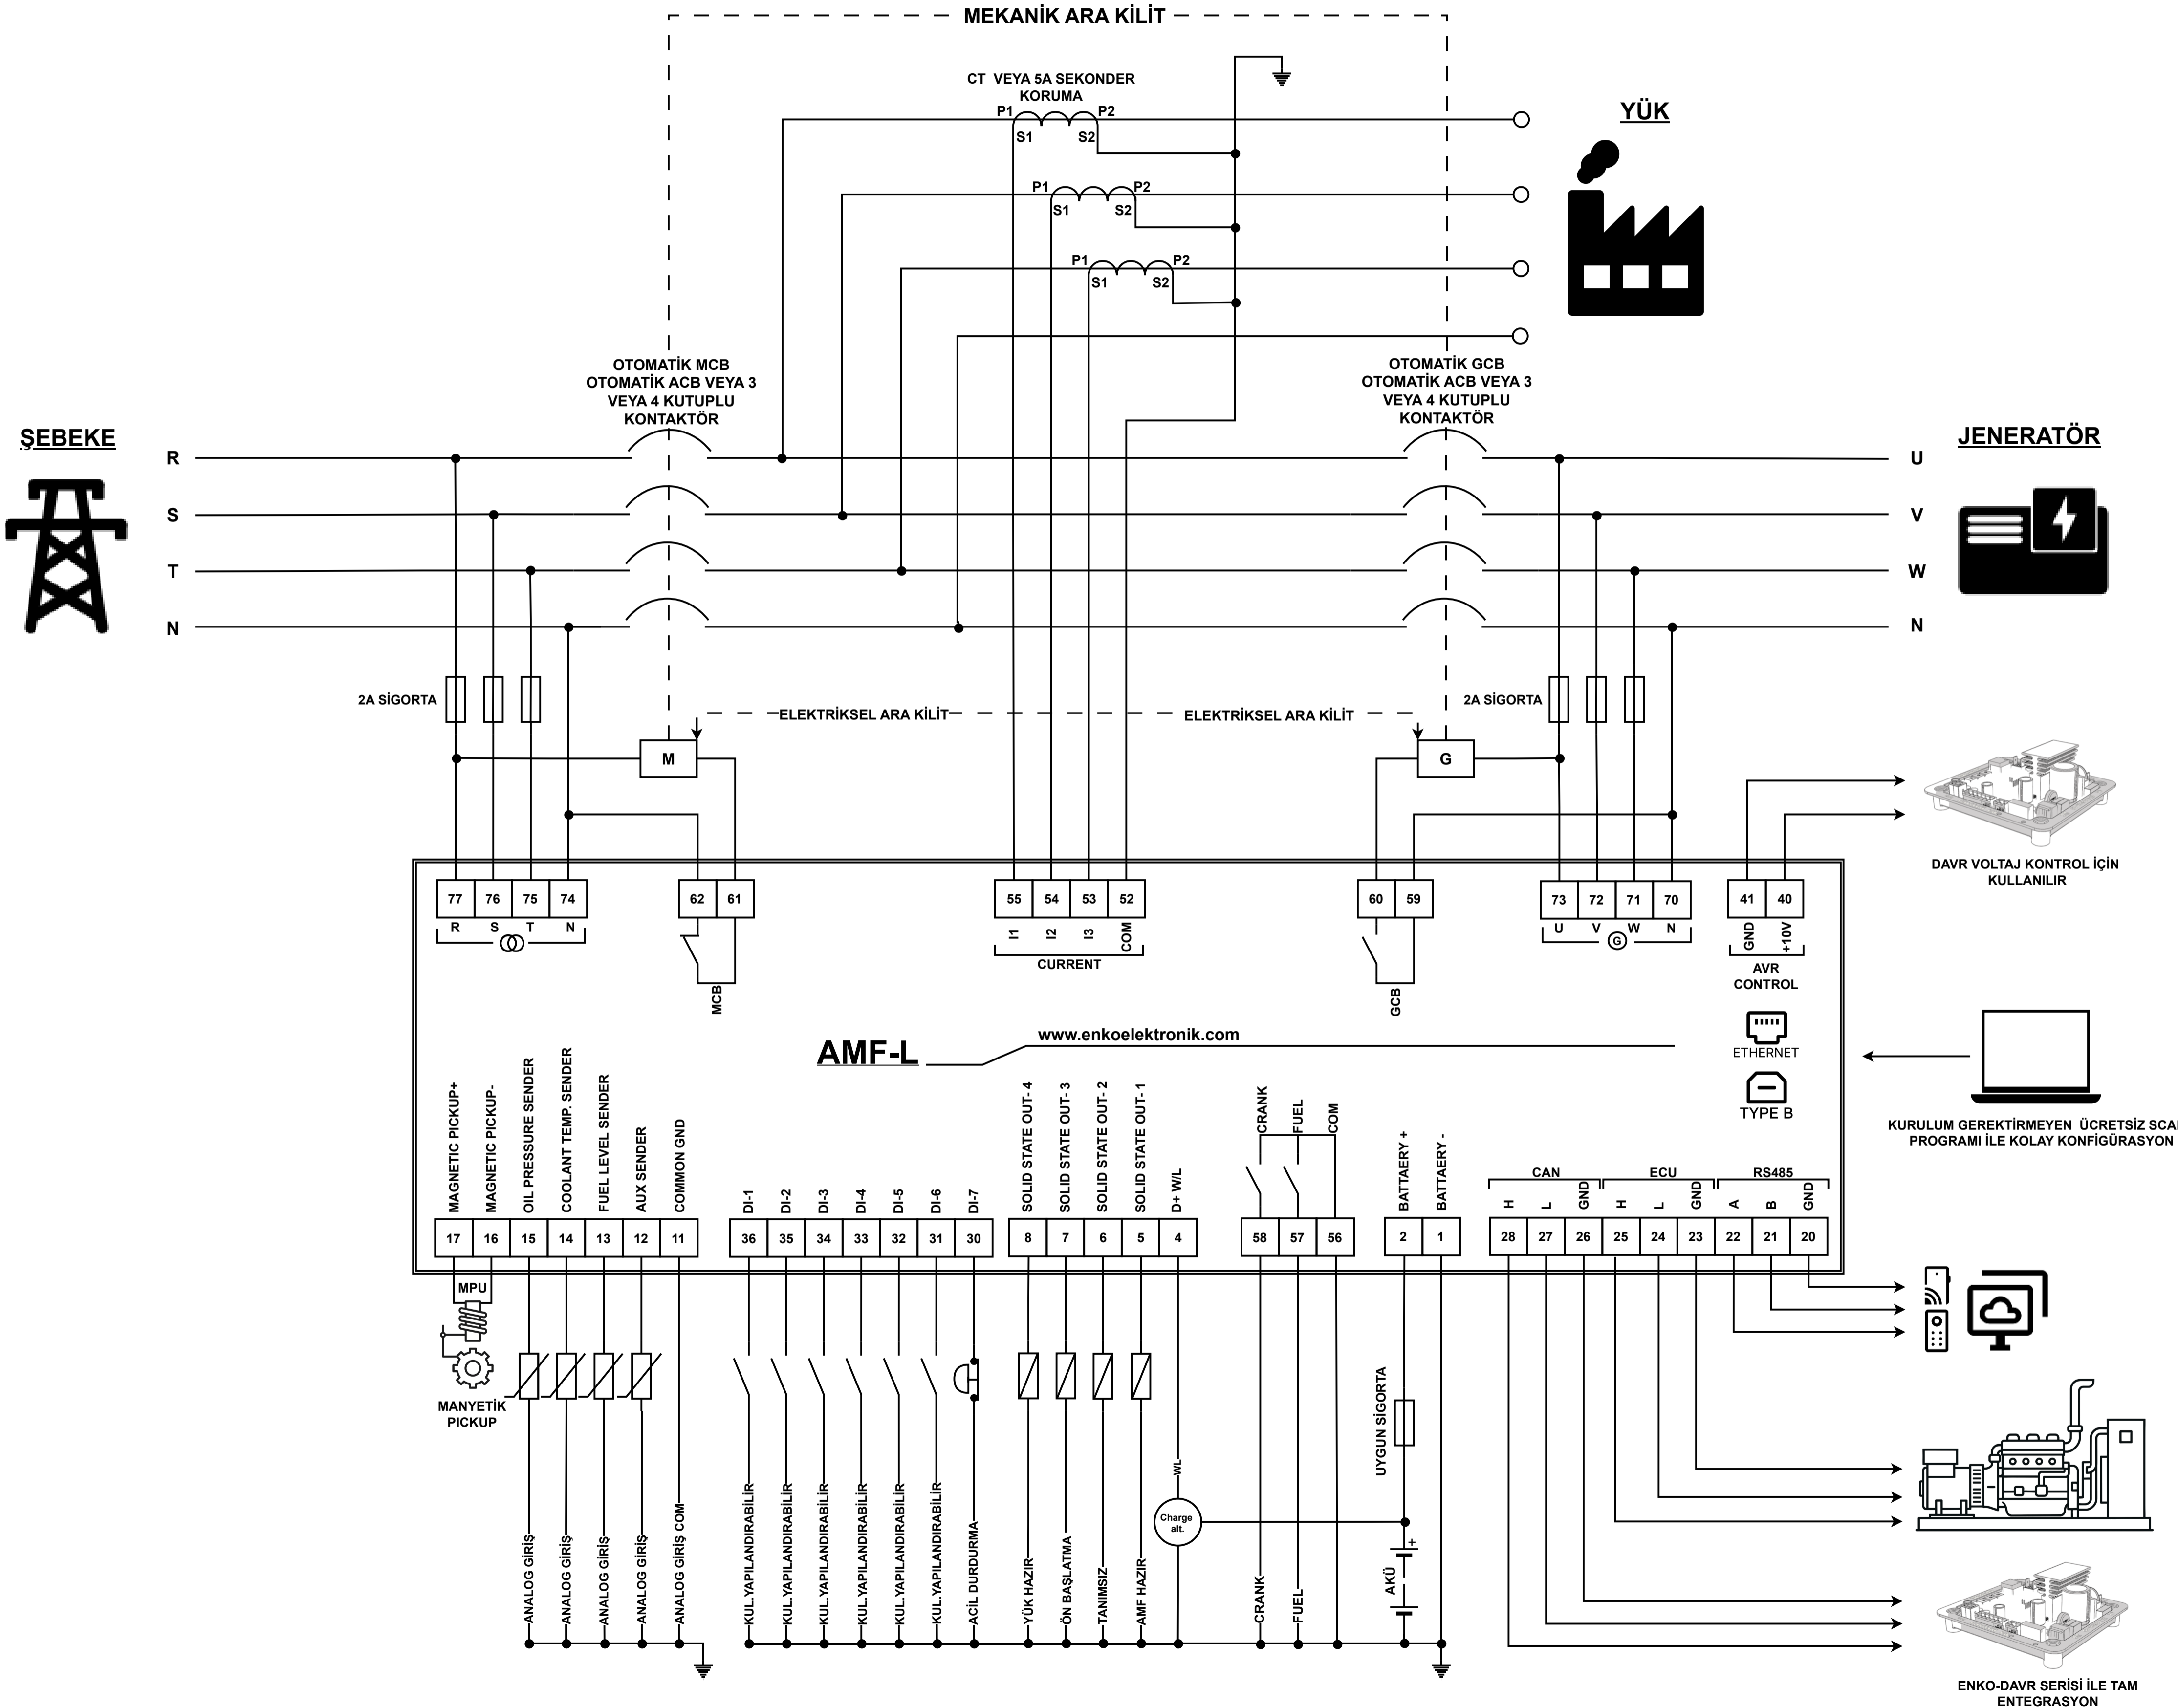 MEKANİK ARA KİLİT
CT VEYA 5A SEKONDER
KORUMA
P1 P2
S1 S2
P1 P2
S1 S2
P1 P2
S1 S2
YÜK
OTOMATİK MCB
OTOMATİK ACB VEYA 3
VEYA 4 KUTUPLU
KONTAKTÖR
OTOMATİK GCB
OTOMATİK ACB VEYA 3
VEYA 4 KUTUPLU
KONTAKTÖR
ŞEBEKE
JENERATÖR
R
S
T
N
U
V
W
N
2A SİGORTA
ELEKTRİKSEL ARA KİLİT
ELEKTRİKSEL ARA KİLİT
2A SİGORTA
M
G
DAVR VOLTAJ KONTROL İÇİN
KULLANILIR
77 76 75 74
R S T N
62 61
MCB
55 54 53 52
I1 I2 I3 COM
CURRENT
60 59
GCB
73 72 71 70
U V W N
G
41 40
GND +10V
AVR
CONTROL
AMF-L
www.enkoelektronik.com
ETHERNET
TYPE B
KURULUM GEREKTİRMEYEN ÜCRETSİZ SCA
PROGRAMI İLE KOLAY KONFİGÜRASYON
MAGNETIC PICKUP+
MAGNETIC PICKUP-
OIL PRESSURE SENDER
COOLANT TEMP. SENDER
FUEL LEVEL SENDER
AUX SENDER
COMMON GND
DI-1
DI-2
DI-3
DI-4
DI-5
DI-6
DI-7
SOLID STATE OUT- 4
SOLID STATE OUT- 3
SOLID STATE OUT- 2
SOLID STATE OUT- 1
D+ W/L
CRANK
FUEL
COM
BATTAERY +
BATTAERY -
CAN
ECU
RS485
H L GND H L GND A B GND
17 16 15 14 13 12 11
36 35 34 33 32 31 30
8 7 6 5 4
58 57 56
2 1
28 27 26 25 24 23 22 21 20
MPU
MANYETİK
PICKUP
ANALOG GİRİŞ
ANALOG GİRİŞ
ANALOG GİRİŞ
ANALOG GİRİŞ
ANALOG GİRİŞ COM
KUL.YAPILANDIRABİLİR
KUL.YAPILANDIRABİLİR
KUL.YAPILANDIRABİLİR
KUL.YAPILANDIRABİLİR
KUL.YAPILANDIRABİLİR
KUL.YAPILANDIRABİLİR
ACİL DURDURMA
YÜK HAZIR
ÖN BAŞLATMA
TANIMSIZ
AMF HAZIR
WL
Charge
alt.
CRANK
FUEL
UYGUN SİGORTA
AKÜ
+
ENKO-DAVR SERİSİ İLE TAM
ENTEGRASYON